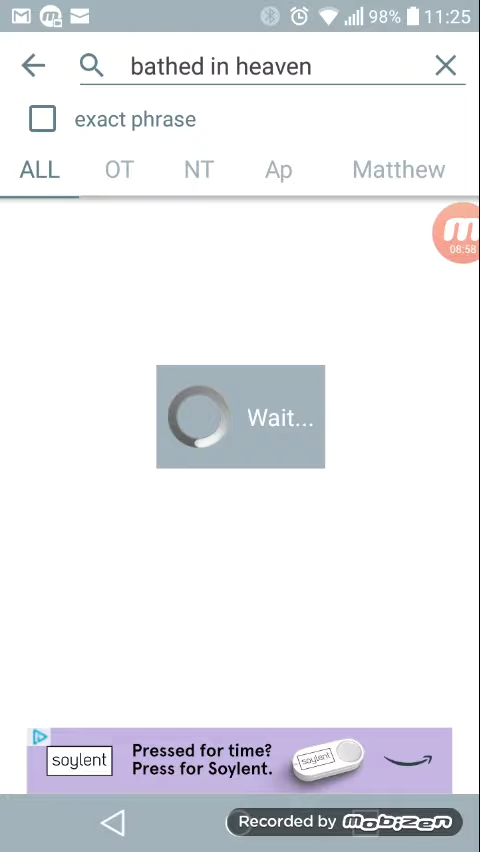 98% 11:25
bathed in heaven
exact phrase
ALL OT NT Ap Matthew
08:58
Wait...
soylent
Pressed for time?
Press for Soylent.
soylent
Recorded by mobizen